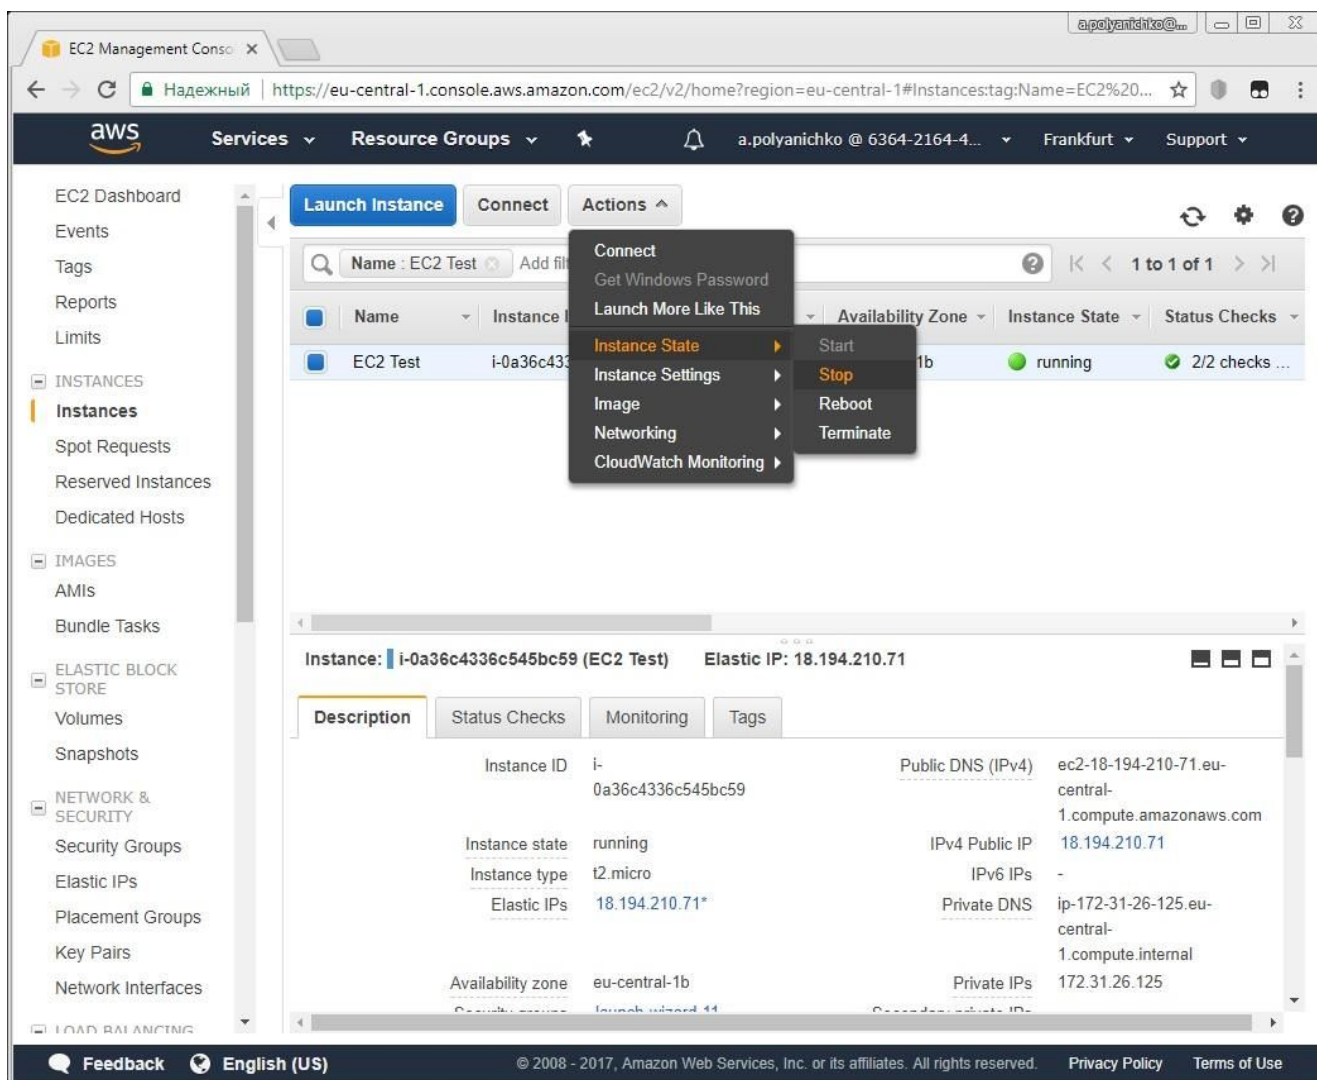 a.polyanichko@...
EC2 Management Conso
Надежный
https://eu-central-1.console.aws.amazon.com/ec2/v2/home?region=eu-central-1#Instances:tag:Name=EC2%20...
aws Services Resource Groups a.polyanichko @ 6364-2164-4... Frankfurt Support
EC2 Dashboard
Events
Tags
Reports
Limits
INSTANCES
Instances
Spot Requests
Reserved Instances
Dedicated Hosts
IMAGES
AMIs
Bundle Tasks
ELASTIC BLOCK
STORE
Volumes
Snapshots
NETWORK &
SECURITY
Security Groups
Elastic IPs
Placement Groups
Key Pairs
Network Interfaces
LOAD BALANCING
Launch Instance Connect Actions
Name : EC2 Test Add filt 1 to 1 of 1
Name Instance I Availability Zone Instance State Status Checks
EC2 Test i-0a36c433 1b running 2/2 checks ...
Connect
Get Windows Password
Launch More Like This
Instance State
Instance Settings
Image
Networking
CloudWatch Monitoring
Start
Stop
Reboot
Terminate
Instance: i-0a36c4336c545bc59 (EC2 Test) Elastic IP: 18.194.210.71
Description Status Checks Monitoring Tags
Instance ID i-
0a36c4336c545bc59
Public DNS (IPv4) ec2-18-194-210-71.eu-
central-
1.compute.amazonaws.com
Instance state running IPv4 Public IP 18.194.210.71
Instance type t2.micro IPv6 IPs -
Elastic IPs 18.194.210.71* Private DNS ip-172-31-26-125.eu-
central-
1.compute.internal
Availability zone eu-central-1b Private IPs 172.31.26.125
Security groups launch-wizard-11 Secondary private IPs
Feedback English (US) © 2008 - 2017, Amazon Web Services, Inc. or its affiliates. All rights reserved. Privacy Policy Terms of Use